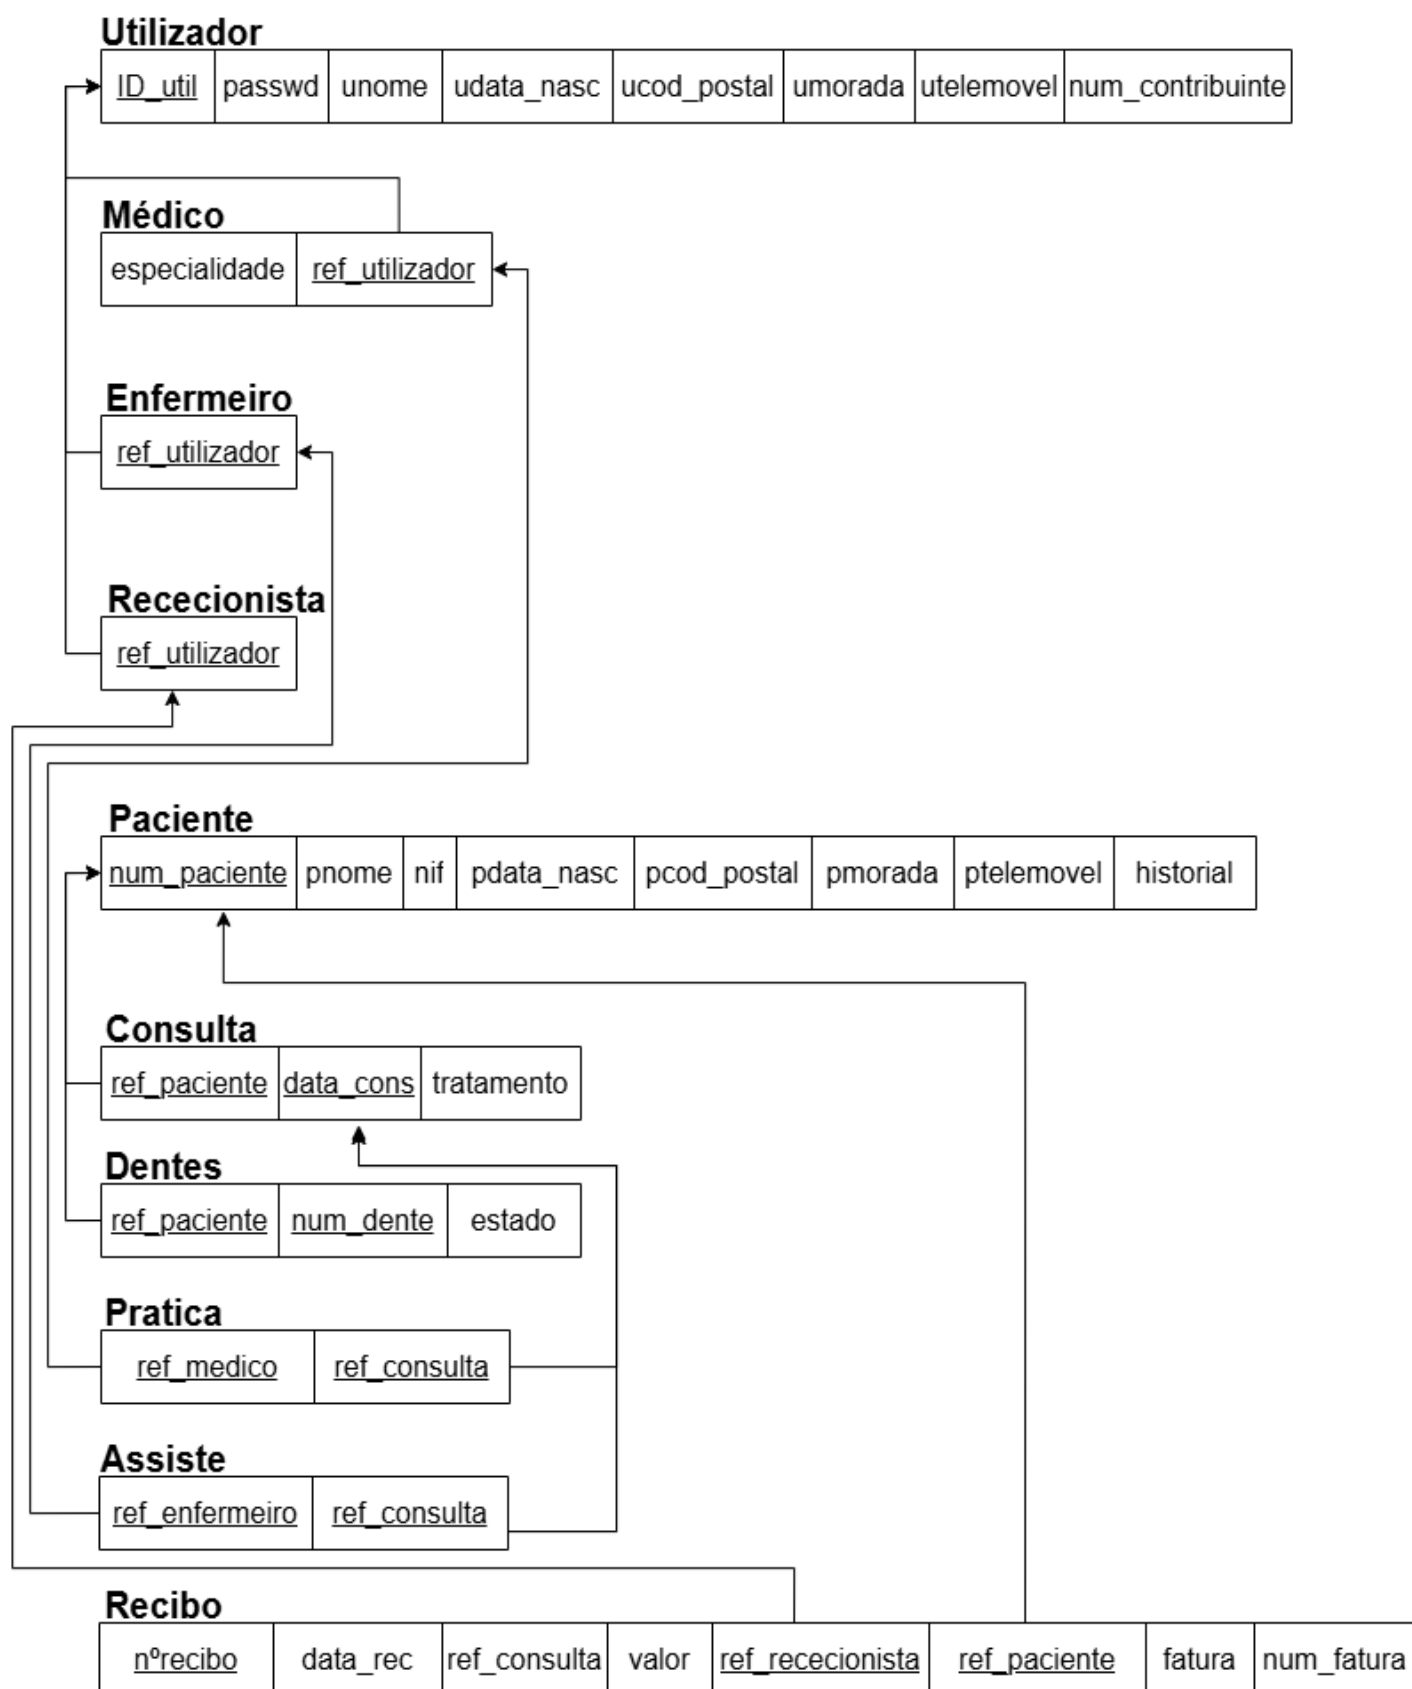 Utilizador
ID_util passwd unome udata_nasc ucod_postal umorada utelemovel num_contribuinte
Médico
especialidade ref_utilizador
Enfermeiro
ref_utilizador
Rececionista
ref_utilizador
Paciente
num_paciente pnome nif pdata_nasc pcod_postal pmorada ptelemovel historial
Consulta
ref_paciente data_cons tratamento
Dentes
ref_paciente num_dente estado
Pratica
ref_medico ref_consulta
Assiste
ref_enfermeiro ref_consulta
Recibo
nºrecibo data_rec ref_consulta valor ref_rececionista ref_paciente fatura num_fatura